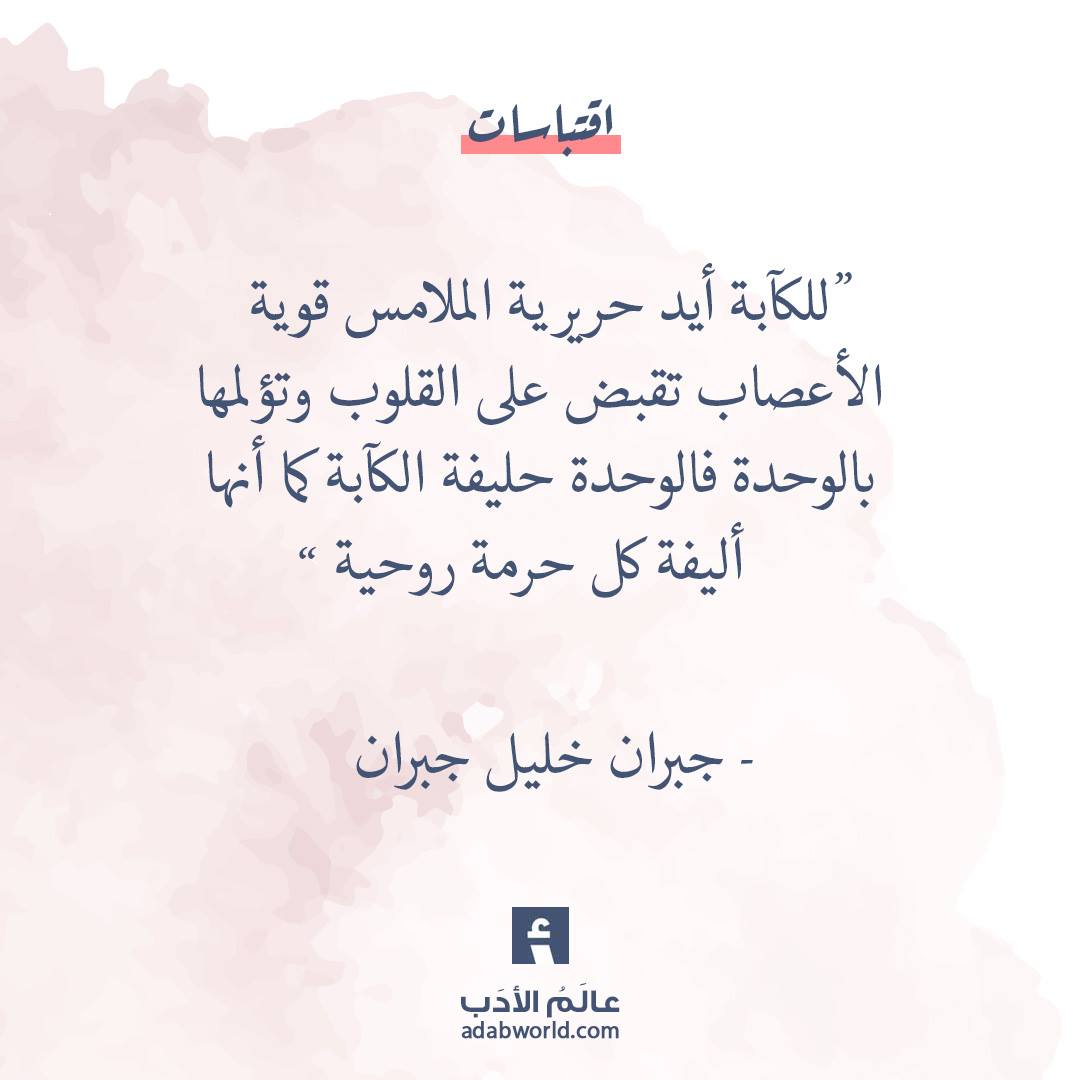 اقتباسات
”للكآبة أيد حريرية الملامس قوية
الأعصاب تقبض على القلوب وتؤلمها
بالوحدة فالوحدة حليفة الكآبة كما أنها
أليفة كل حرمة روحية “
- جبران خليل جبران
أ
عالَمُ الأدَب
adabworld.com